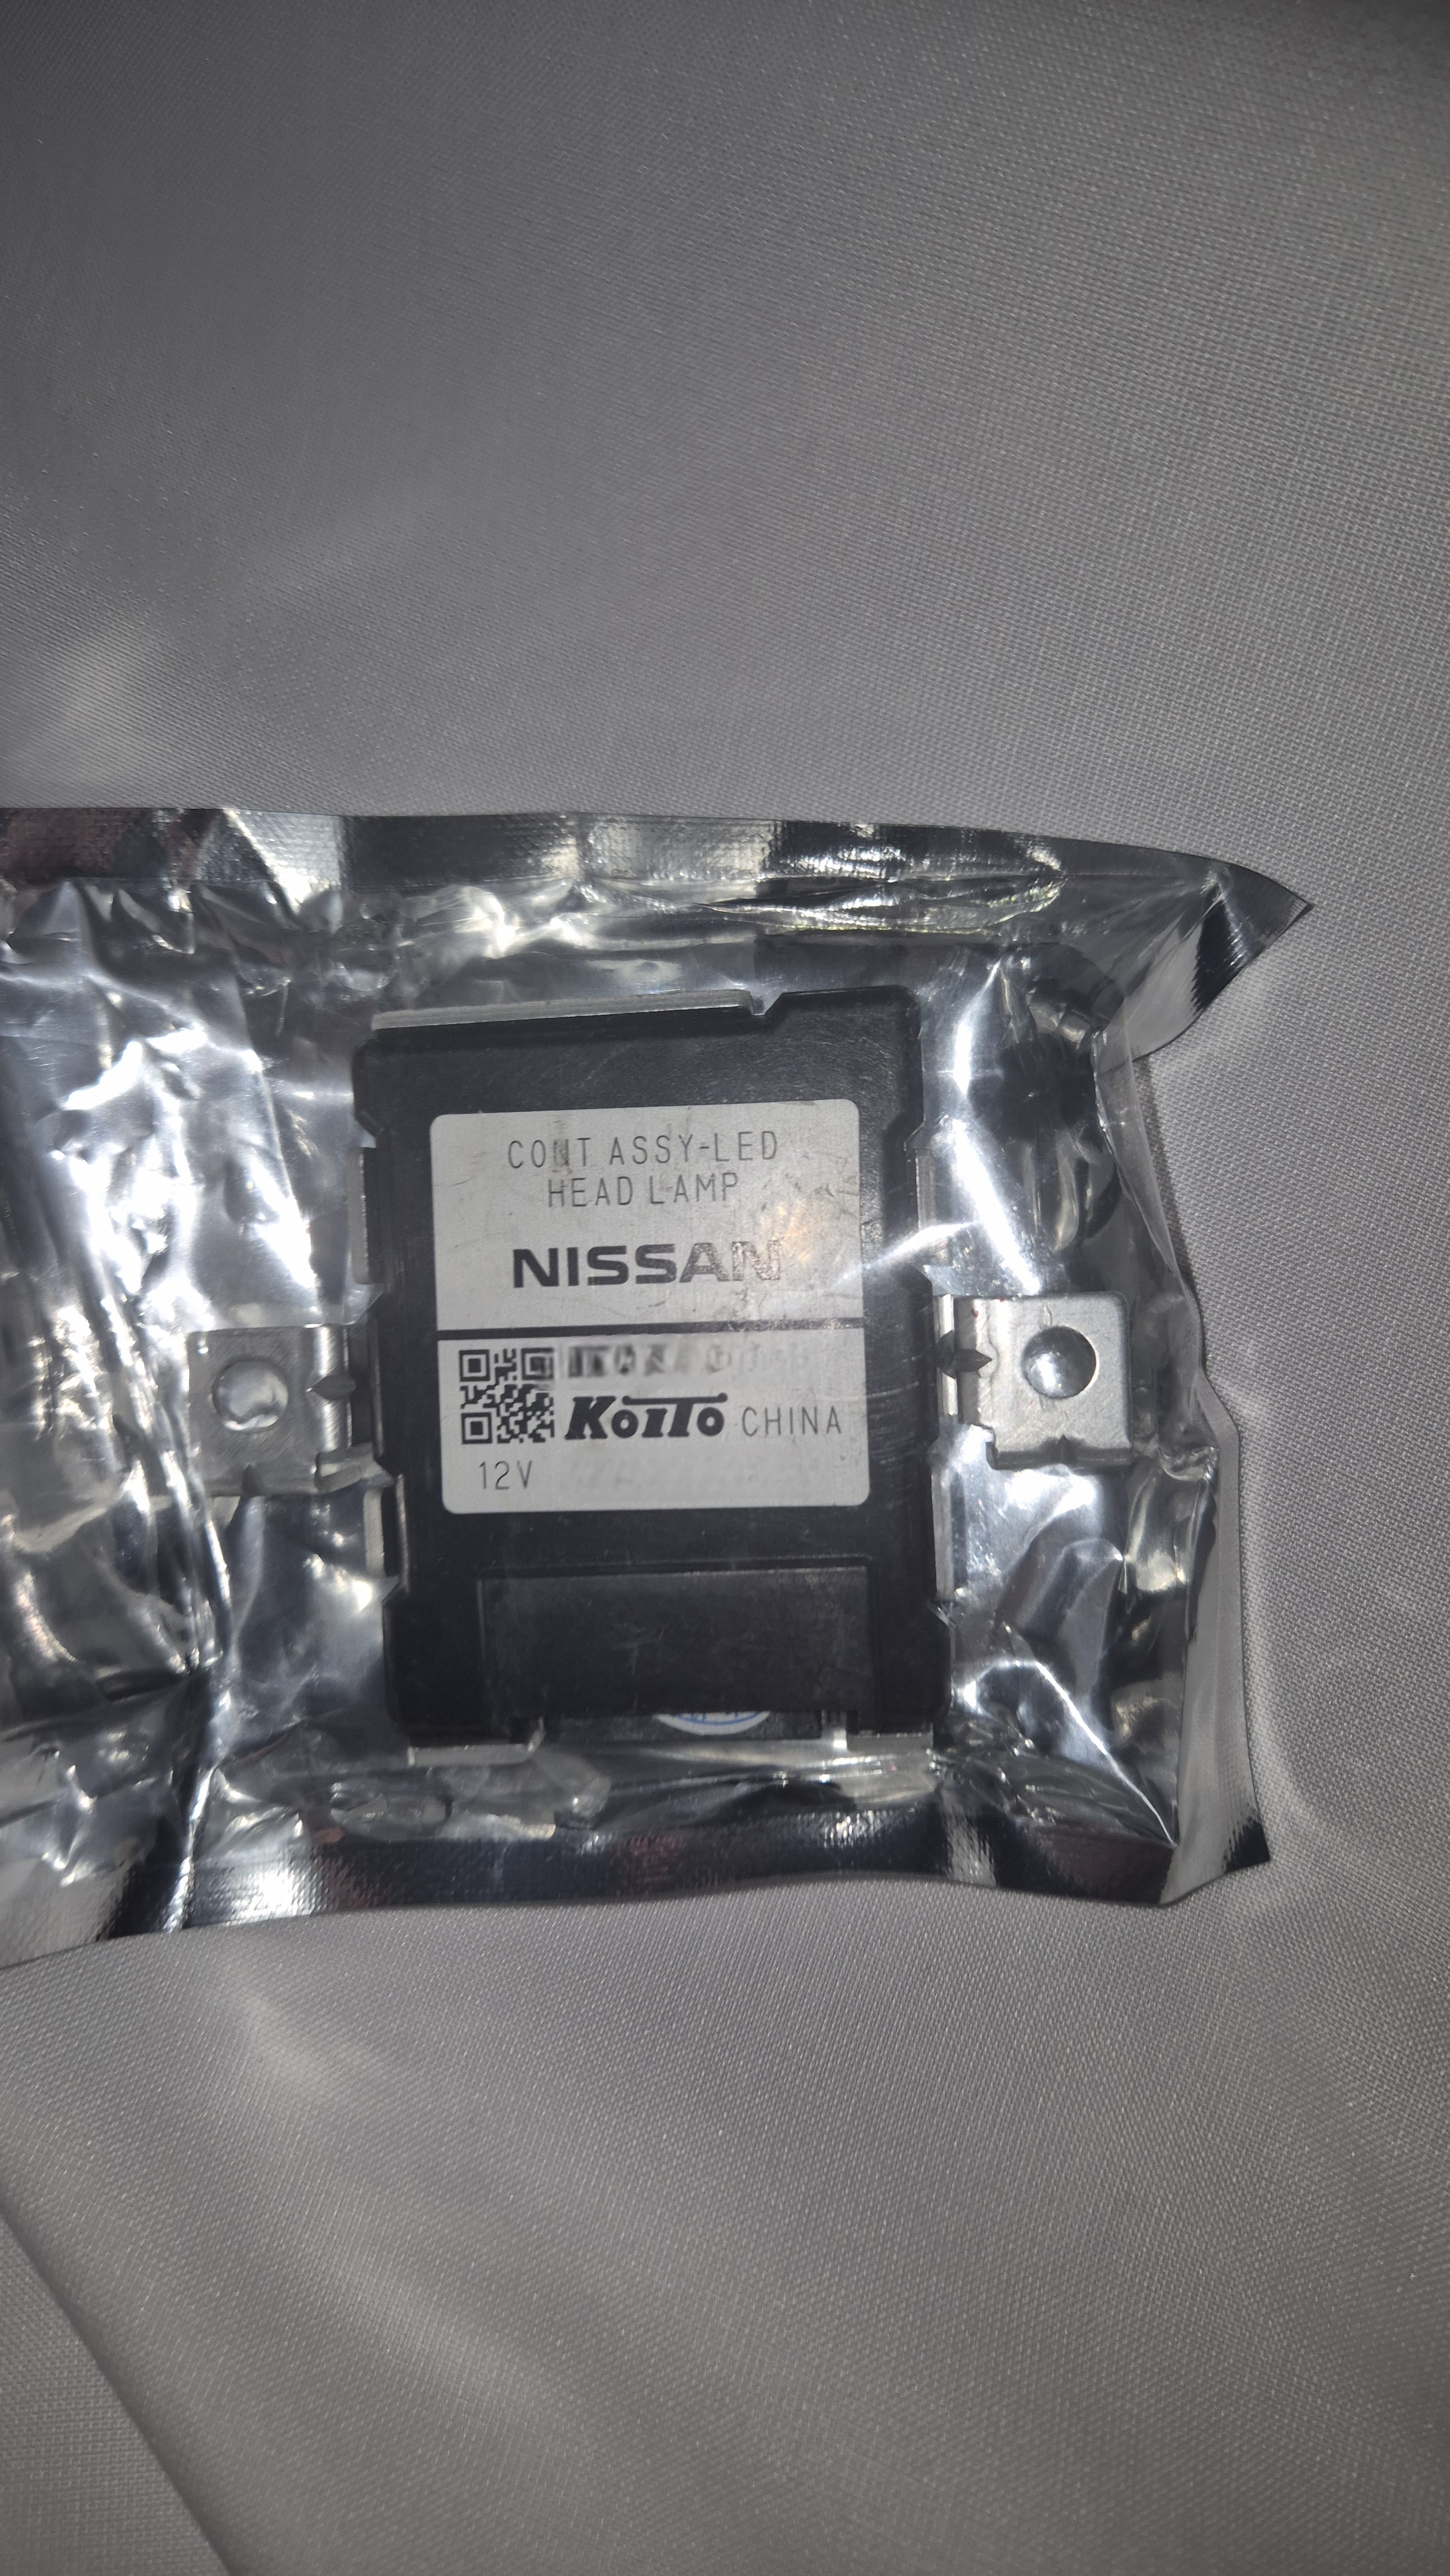 CONT ASSY-LED
HEAD LAMP
NISSAN
KOITO CHINA
12V